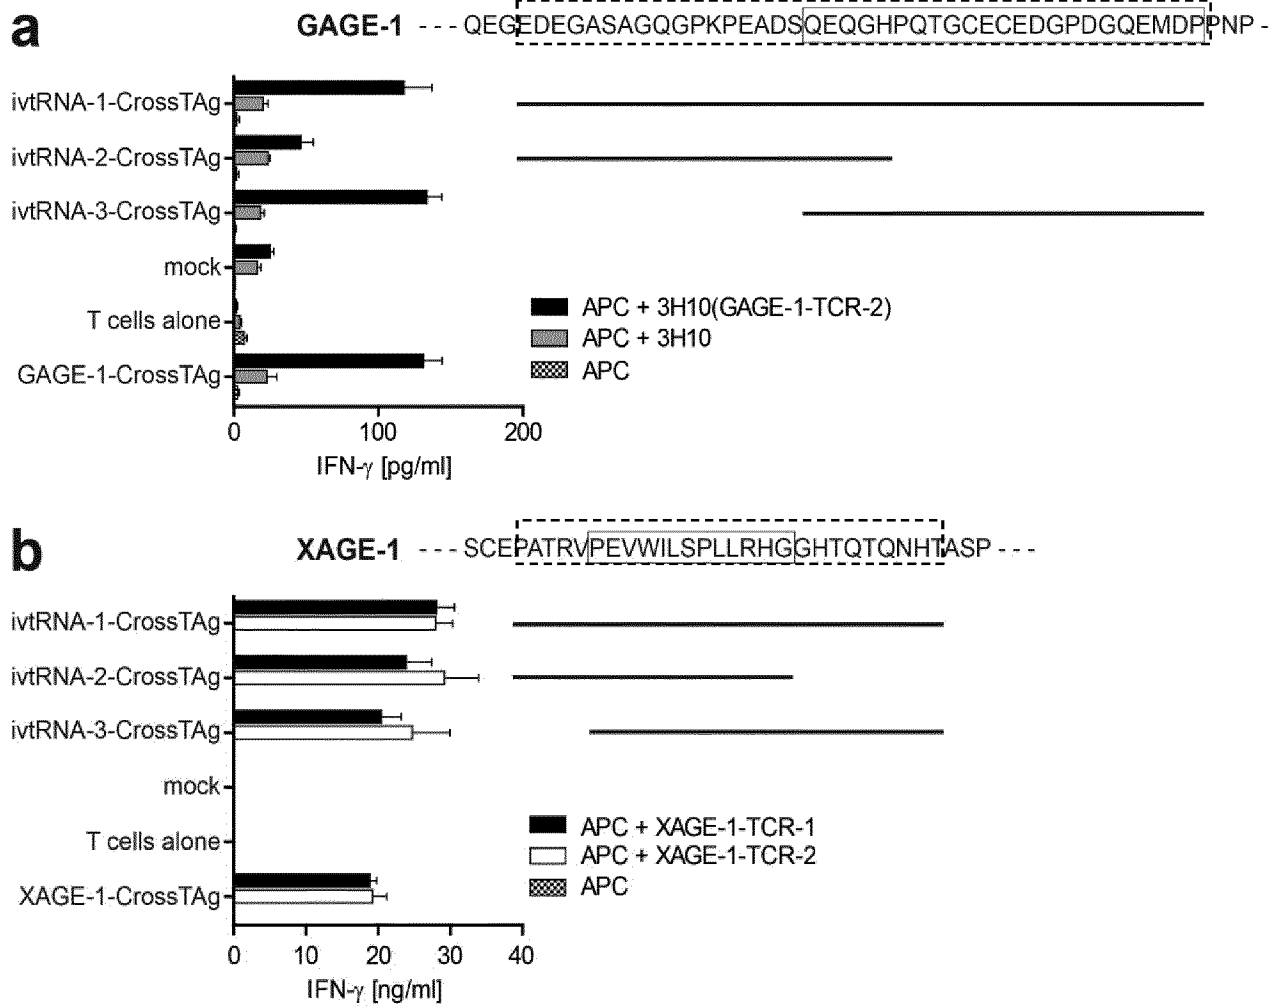 a
GAGE-1 --- QEGEDEGASAGQGPKPEADSQEQGHPQTGCECEDGPDGQEMDPPNP -
ivtRNA-1-CrossTAg
ivtRNA-2-CrossTAg
ivtRNA-3-CrossTAg
mock
T cells alone
GAGE-1-CrossTAg
APC + 3H10(GAGE-1-TCR-2)
APC + 3H10
APC
0 100 200
IFN-γ [pg/ml]
b
XAGE-1 --- SCEPATRVPEVWILSPLLRHGGHTQTQNHTASP ---
ivtRNA-1-CrossTAg
ivtRNA-2-CrossTAg
ivtRNA-3-CrossTAg
mock
T cells alone
XAGE-1-CrossTAg
APC + XAGE-1-TCR-1
APC + XAGE-1-TCR-2
APC
0 10 20 30 40
IFN-γ [ng/ml]